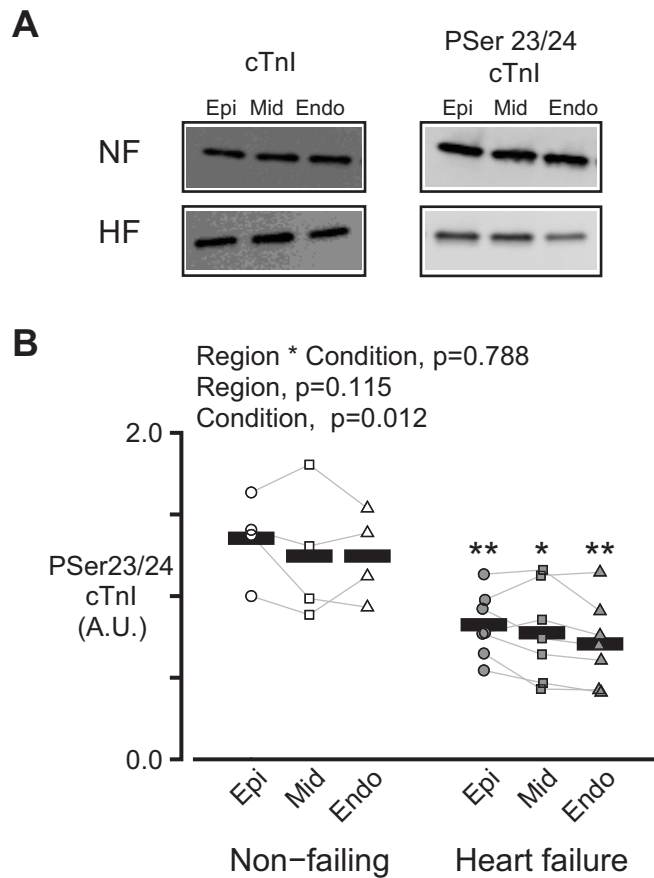 A
cTnI
PSer 23/24
cTnI
Epi Mid Endo
Epi Mid Endo
NF
HF
B
Region * Condition, p=0.788
Region, p=0.115
Condition, p=0.012
2.0
PSer23/24
cTnI
(A.U.)
0.0
** * **
Epi Mid Endo
Epi Mid Endo
Non−failing
Heart failure